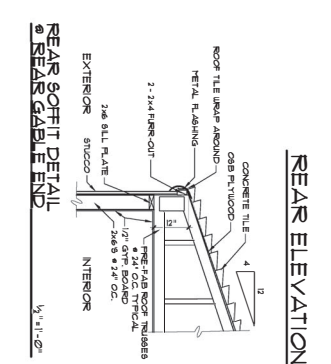 REAR ELEVATION
12
4
CONCRETE TILE
OSB PLYWOOD
ROOF TILE WRAP AROUND
METAL FLASHING
2 - 2x4 FURR-OUT
12"
2x6 SILL PLATE
PRE-FAB ROOF TRUSSES
@ 24" O.C. TYPICAL
1/2" GYP. BOARD
2x6'S @ 24" O.C.
STUCCO
EXTERIOR
INTERIOR
REAR SOFFIT DETAIL
@ REAR GABLE END
1/2"=1'-0"